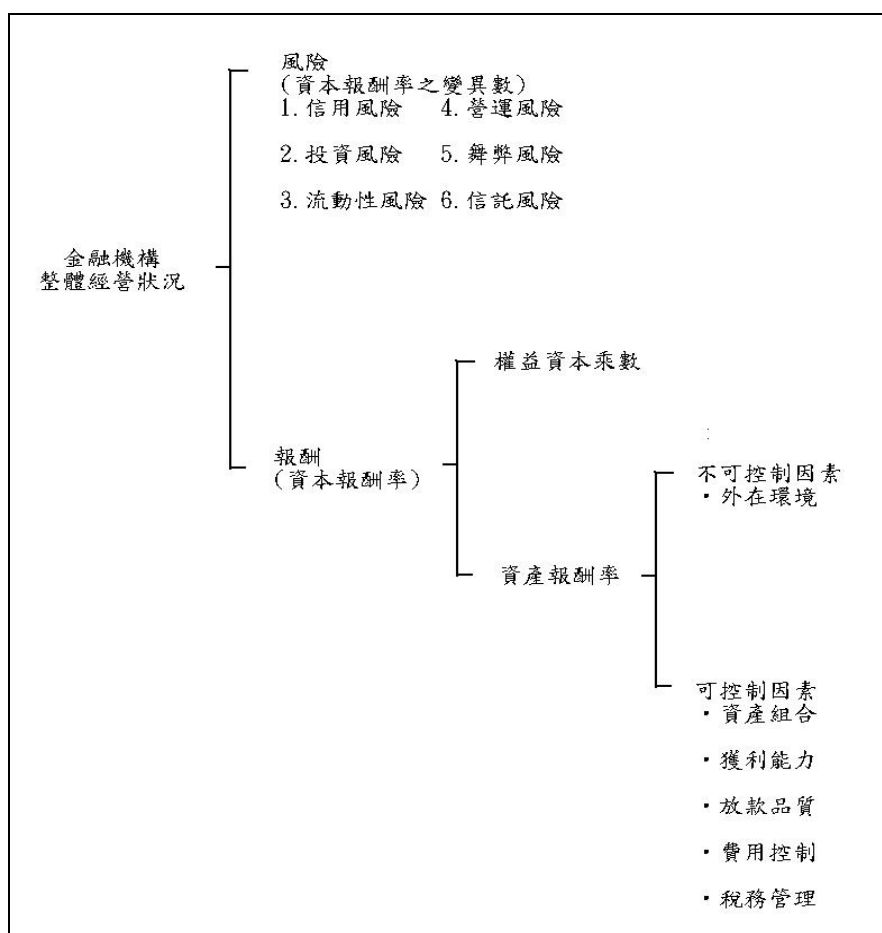 風險
(資本報酬率之變異數)
1.信用風險 4.營運風險
2.投資風險 5.舞弊風險
3.流動性風險 6.信託風險
金融機構
整體經營狀況
權益資本乘數
報酬
(資本報酬率)
不可控制因素
・外在環境
資產報酬率
可控制因素
・資產組合
・獲利能力
・放款品質
・費用控制
・稅務管理